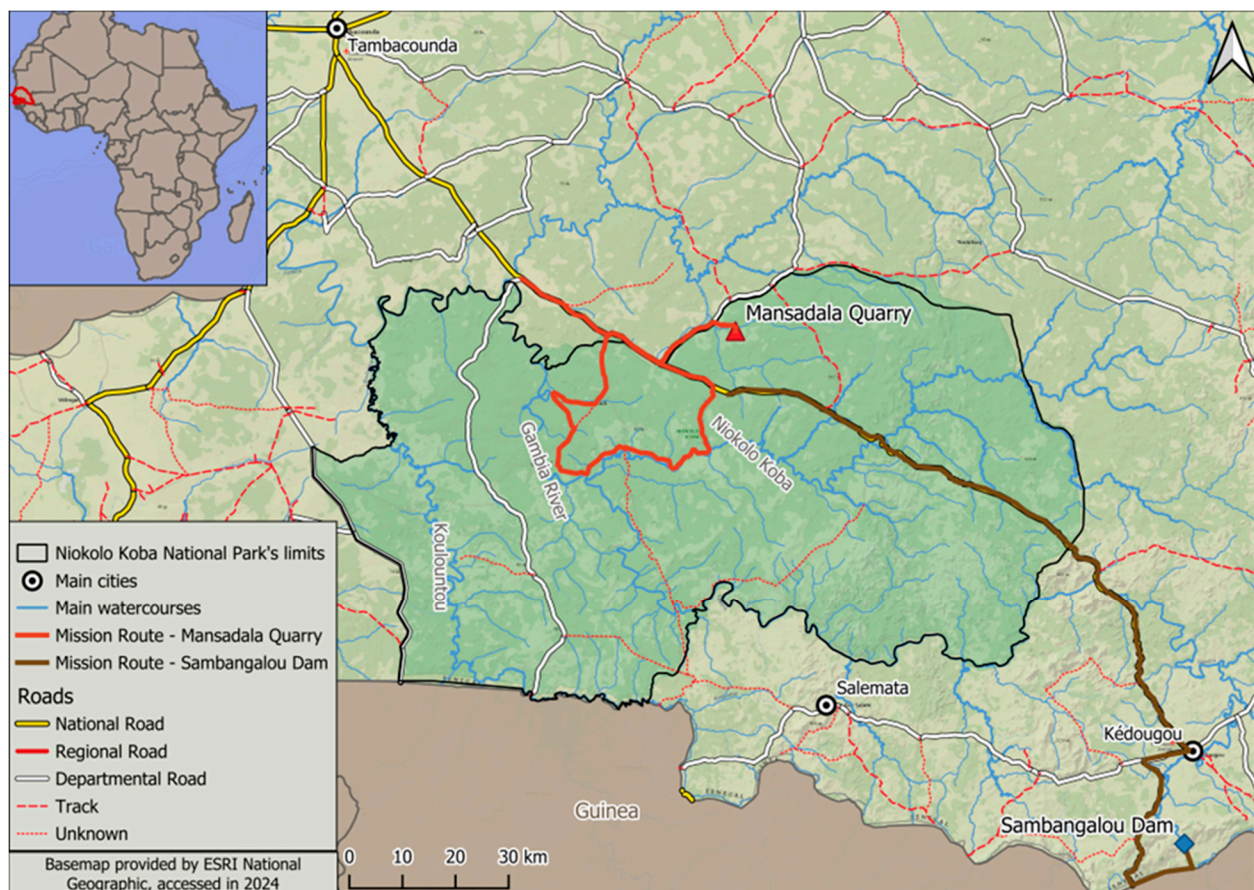 Tambacounda
Mansadala Quarry
Niokolo Koba
Gambia River
Koulountou
Niokolo Koba National Park's limits
Main cities
Main watercourses
Mission Route - Mansadala Quarry
Mission Route - Sambangalou Dam
Roads
National Road
Regional Road
Departmental Road
Track
Unknown
Basemap provided by ESRI National
Geographic, accessed in 2024
Salemata
Kédougou
Guinea
SENEGAL
SENEGAL
Sambangalou Dam
0 10 20 30 km